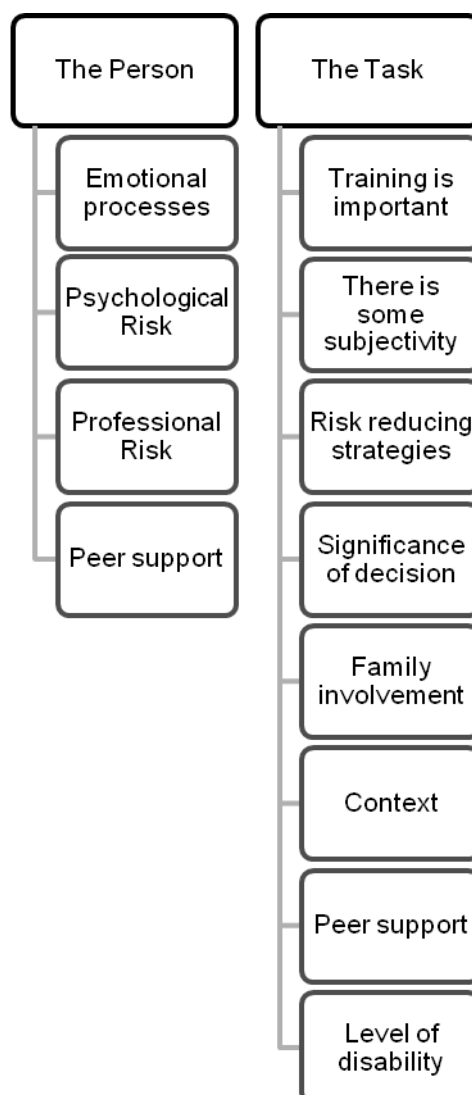 The Person
Emotional
processes
Psychological
Risk
Professional
Risk
Peer support
The Task
Training is
important
There is
some
subjectivity
Risk reducing
strategies
Significance
of decision
Family
involvement
Context
Peer support
Level of
disability